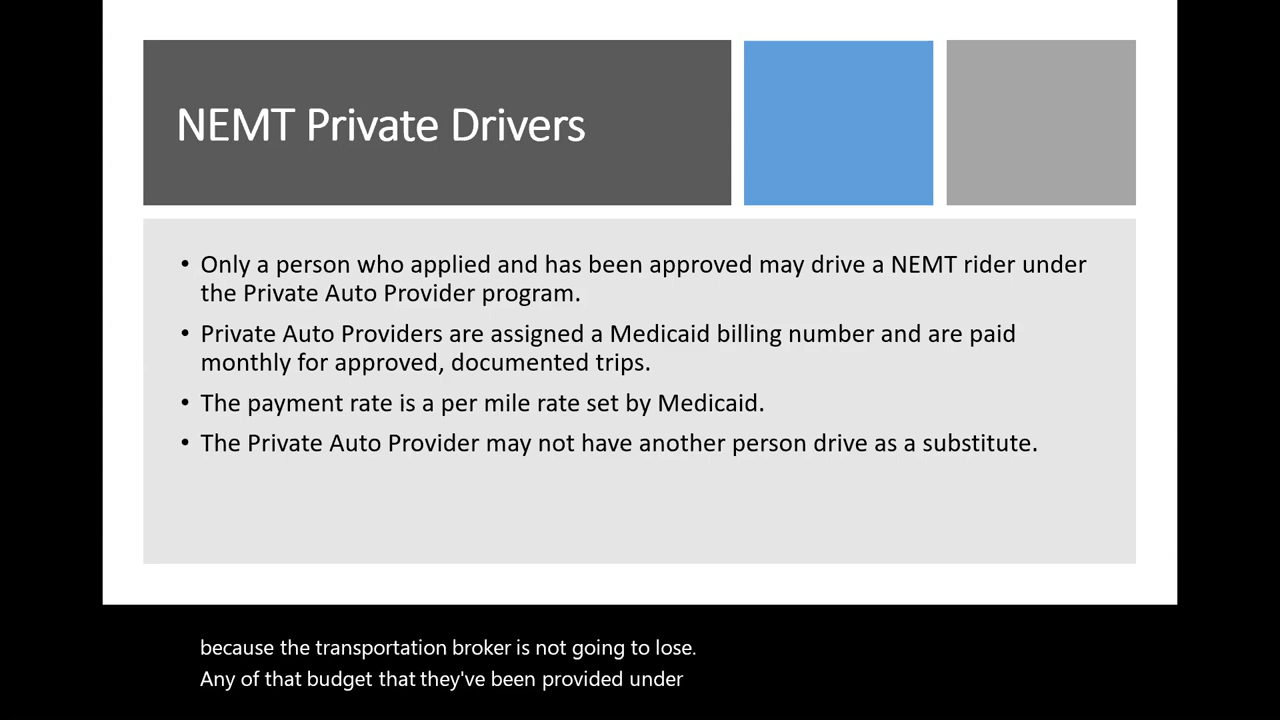 NEMT Private Drivers
• Only a person who applied and has been approved may drive a NEMT rider under
the Private Auto Provider program.
• Private Auto Providers are assigned a Medicaid billing number and are paid
monthly for approved, documented trips.
• The payment rate is a per mile rate set by Medicaid.
• The Private Auto Provider may not have another person drive as a substitute.
because the transportation broker is not going to lose.
Any of that budget that they've been provided under